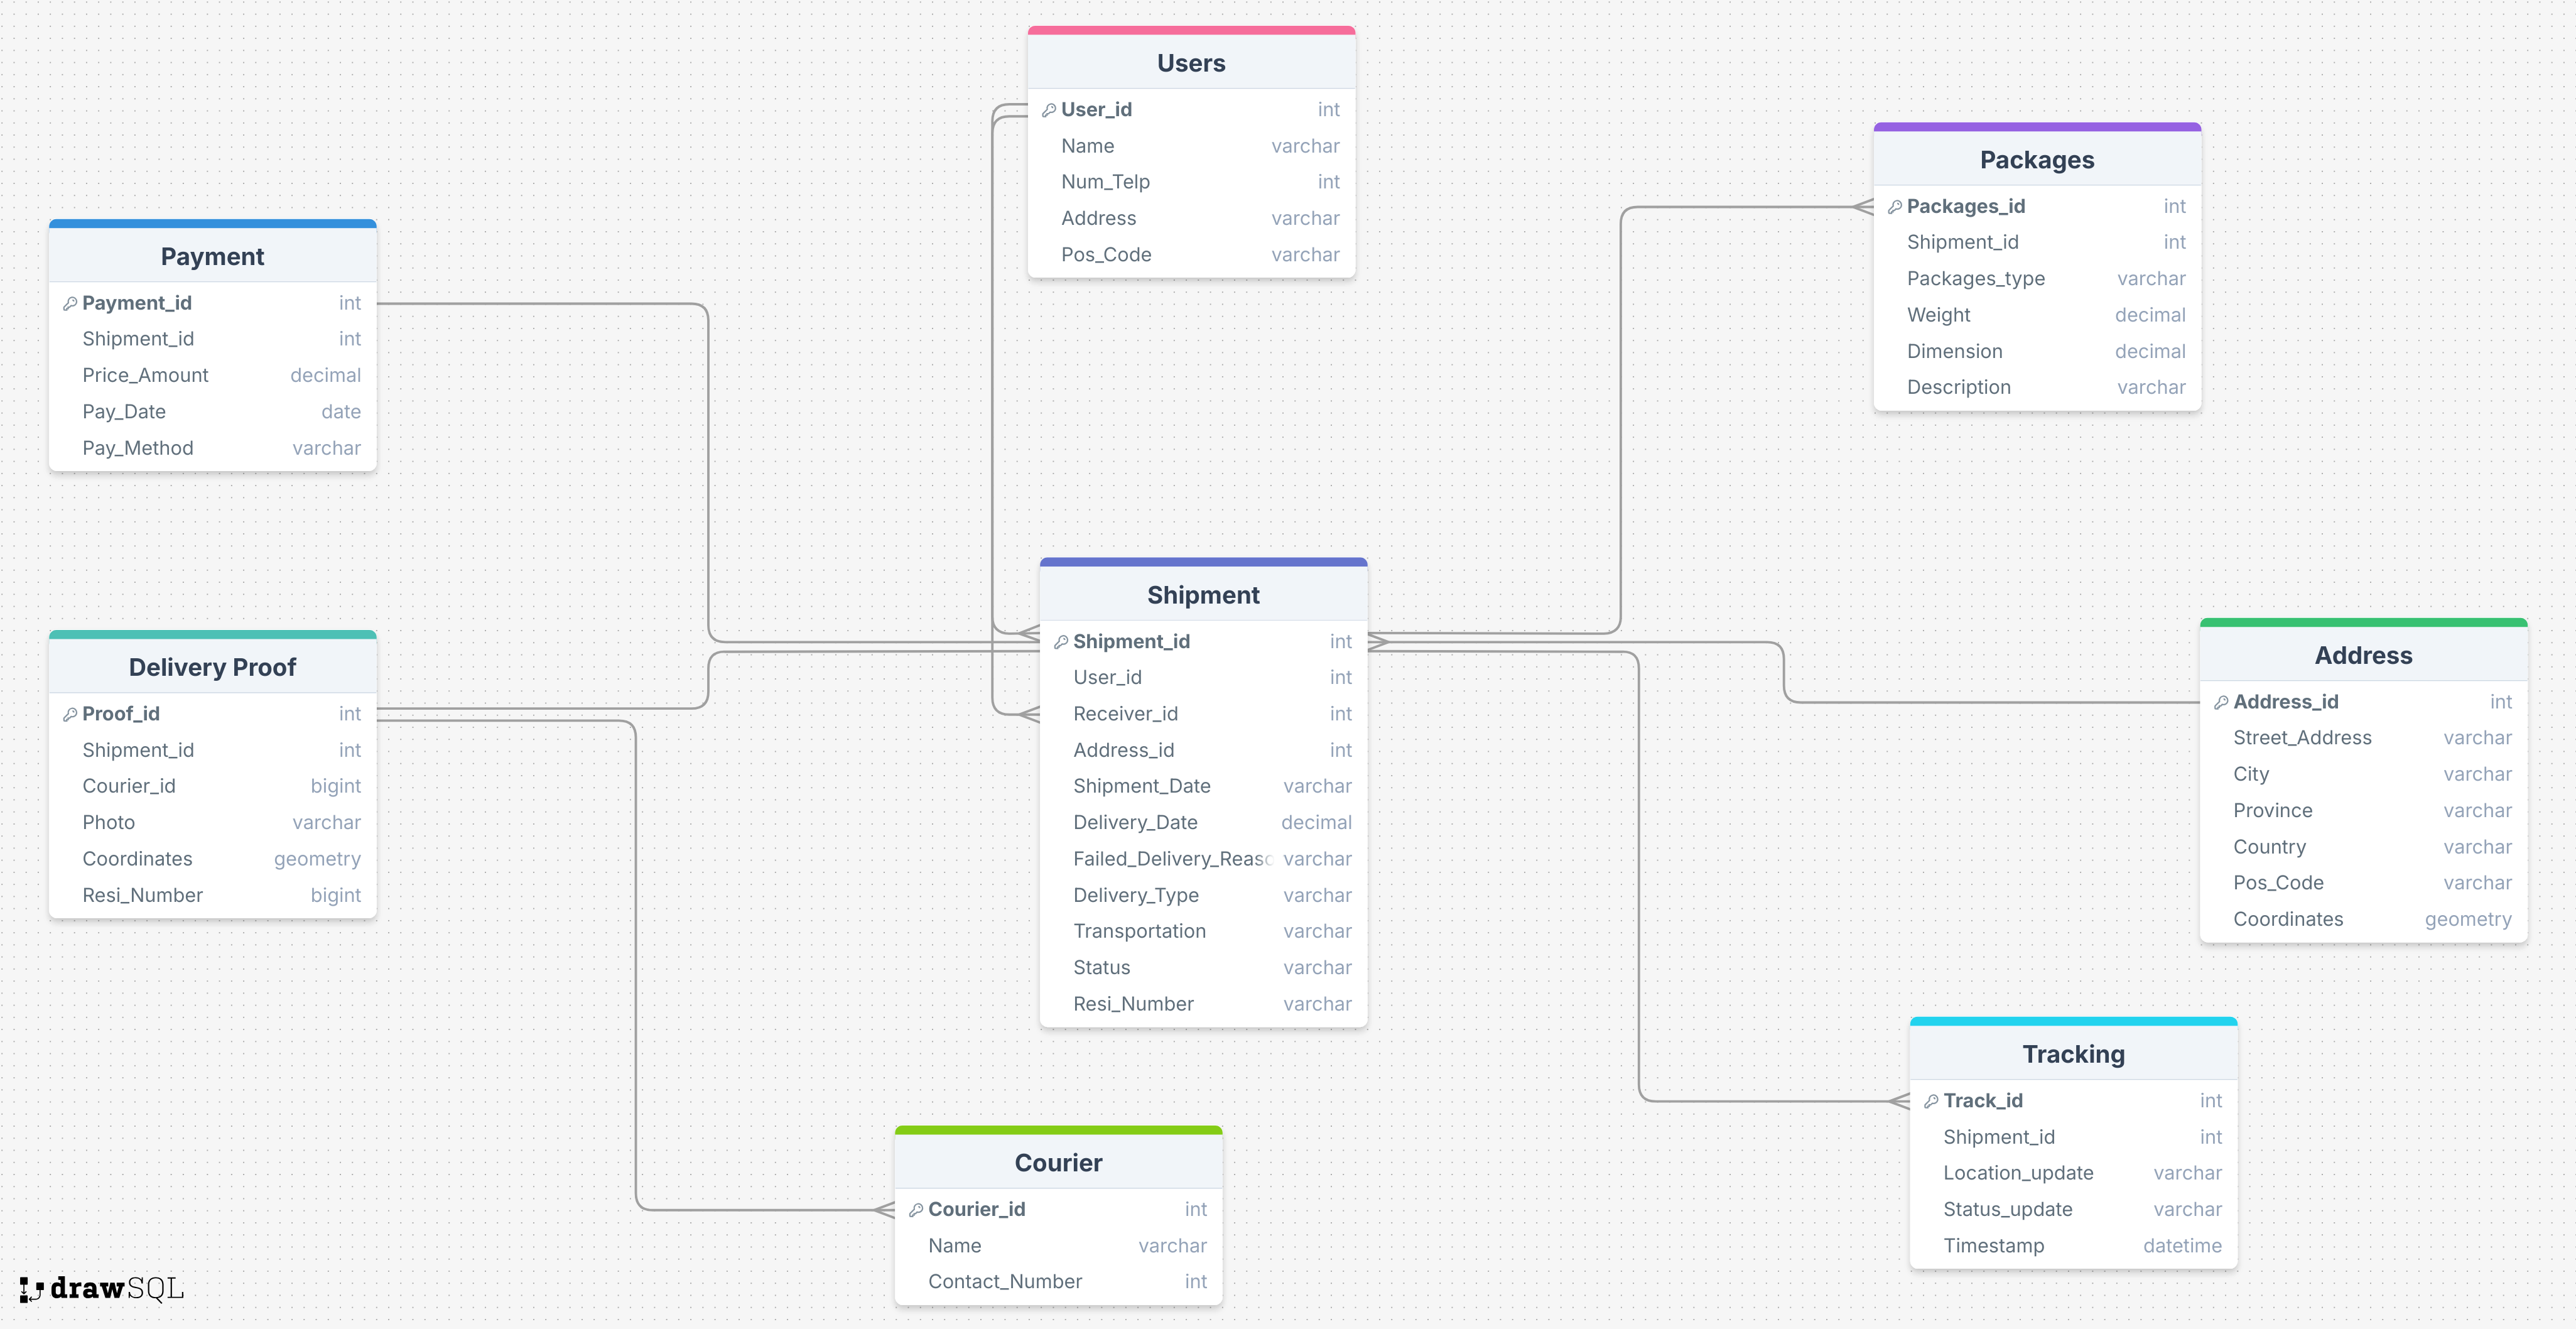 Users
User_id int
Name varchar
Num_Telp int
Address varchar
Pos_Code varchar
Packages
Packages_id int
Shipment_id int
Packages_type varchar
Weight decimal
Dimension decimal
Description varchar
Payment
Payment_id int
Shipment_id int
Price_Amount decimal
Pay_Date date
Pay_Method varchar
Shipment
Shipment_id int
User_id int
Receiver_id int
Address_id int
Shipment_Date varchar
Delivery_Date decimal
Failed_Delivery_Reasc varchar
Delivery_Type varchar
Transportation varchar
Status varchar
Resi_Number varchar
Delivery Proof
Proof_id int
Shipment_id int
Courier_id bigint
Photo varchar
Coordinates geometry
Resi_Number bigint
Address
Address_id int
Street_Address varchar
City varchar
Province varchar
Country varchar
Pos_Code varchar
Coordinates geometry
Tracking
Track_id int
Shipment_id int
Location_update varchar
Status_update varchar
Timestamp datetime
Courier
Courier_id int
Name varchar
Contact_Number int
drawSQL